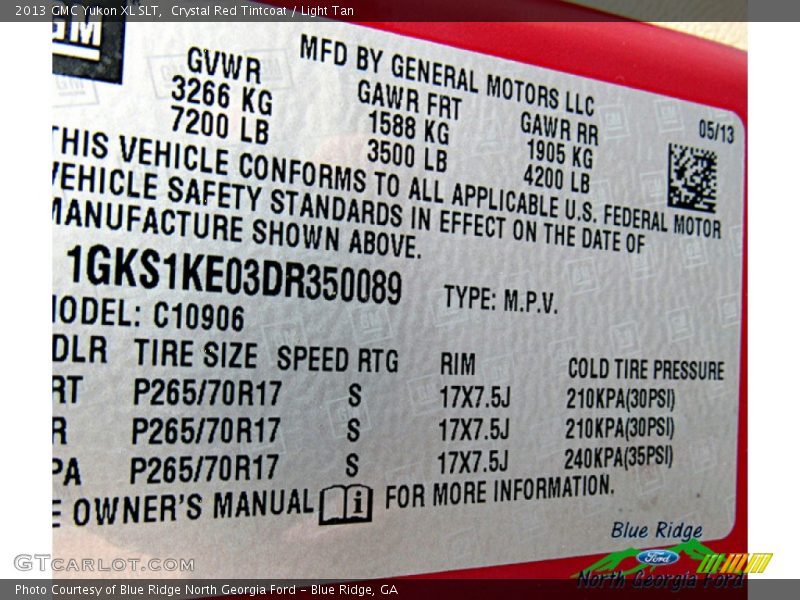 2013 GMC Yukon XL SLT, Crystal Red Tintcoat / Light Tan
GM
MFD BY GENERAL MOTORS LLC
GVWR GAWR FRT GAWR RR 05/13
3266 KG 1588 KG 1905 KG
7200 LB 3500 LB 4200 LB
THIS VEHICLE CONFORMS TO ALL APPLICABLE U.S. FEDERAL MOTOR
VEHICLE SAFETY STANDARDS IN EFFECT ON THE DATE OF
MANUFACTURE SHOWN ABOVE.
1GKS1KE03DR350089 TYPE: M.P.V.
MODEL: C10906
DLR TIRE SIZE SPEED RTG RIM COLD TIRE PRESSURE
RT P265/70R17 S 17X7.5J 210KPA(30PSI)
R P265/70R17 S 17X7.5J 210KPA(30PSI)
PA P265/70R17 S 17X7.5J 240KPA(35PSI)
E OWNER'S MANUAL i FOR MORE INFORMATION.
Blue Ridge
Ford
North Georgia Ford
GTCARLOT.COM
Photo Courtesy of Blue Ridge North Georgia Ford - Blue Ridge, GA